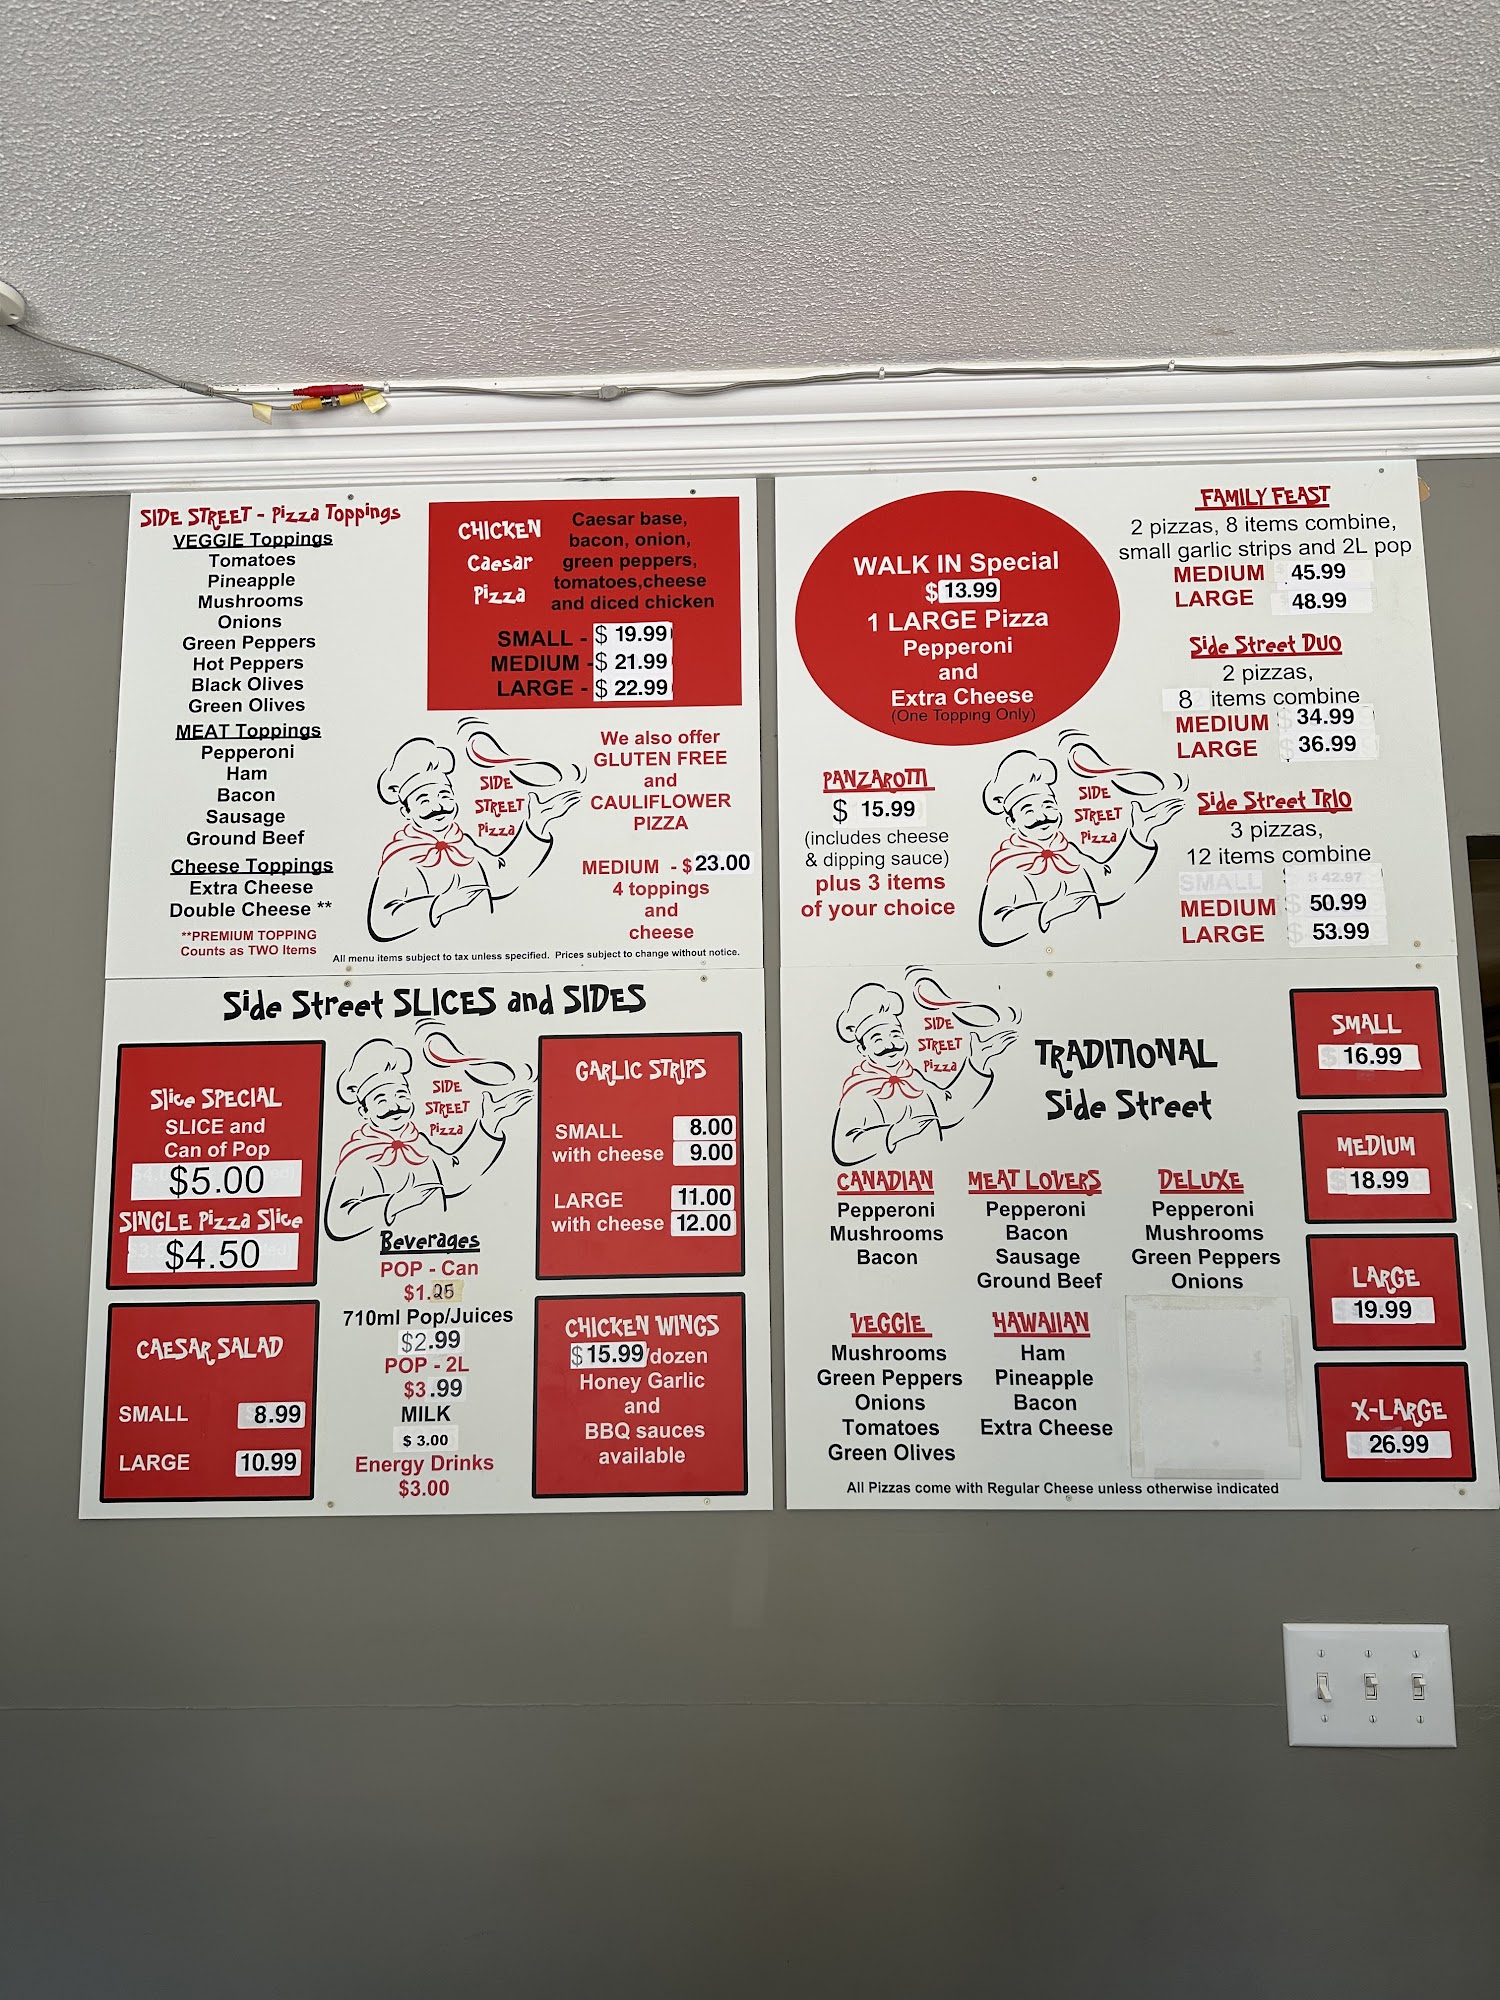 SIDE STREET - Pizza Toppings
VEGGIE Toppings
Tomatoes
Pineapple
Mushrooms
Onions
Green Peppers
Hot Peppers
Black Olives
Green Olives
MEAT Toppings
Pepperoni
Ham
Bacon
Sausage
Ground Beef
Cheese Toppings
Extra Cheese
Double Cheese **
**PREMIUM TOPPING
Counts as TWO Items
CHICKEN
Caesar
Pizza
Caesar base,
bacon, onion,
green peppers,
tomatoes,cheese
and diced chicken
SMALL - $ 19.99
MEDIUM - $ 21.99
LARGE - $ 22.99
SIDE
STREET
Pizza
We also offer
GLUTEN FREE
and
CAULIFLOWER
PIZZA
MEDIUM - $ 23.00
4 toppings
and
cheese
All menu items subject to tax unless specified. Prices subject to change without notice.
WALK IN Special
$ 13.99
1 LARGE Pizza
Pepperoni
and
Extra Cheese
(One Topping Only)
PANZAROTTI
$ 15.99
(includes cheese
& dipping sauce)
plus 3 items
of your choice
SIDE
STREET
Pizza
FAMILY FEAST
2 pizzas, 8 items combine,
small garlic strips and 2L pop
MEDIUM 45.99
LARGE 48.99
Side Street DUO
2 pizzas,
8 items combine
MEDIUM $ 34.99
LARGE $ 36.99
Side Street TRIO
3 pizzas,
12 items combine
SMALL $ 42.97
MEDIUM $ 50.99
LARGE $ 53.99
Side Street SLICES and SIDES
Slice SPECIAL
SLICE and
Can of Pop
$5.00
SINGLE Pizza Slice
$4.50
CAESAR SALAD
SMALL 8.99
LARGE 10.99
SIDE
STREET
Pizza
Beverages
POP - Can
$1.25
710ml Pop/Juices
$2.99
POP - 2L
$3.99
MILK
$ 3.00
Energy Drinks
$3.00
GARLIC STRIPS
SMALL 8.00
with cheese 9.00
LARGE 11.00
with cheese 12.00
CHICKEN WINGS
$ 15.99/dozen
Honey Garlic
and
BBQ sauces
available
SIDE
STREET
Pizza
TRADITIONAL
Side Street
CANADIAN
Pepperoni
Mushrooms
Bacon
MEAT LOVERS
Pepperoni
Bacon
Sausage
Ground Beef
DELUXE
Pepperoni
Mushrooms
Green Peppers
Onions
VEGGIE
Mushrooms
Green Peppers
Onions
Tomatoes
Green Olives
HAWAIIAN
Ham
Pineapple
Bacon
Extra Cheese
All Pizzas come with Regular Cheese unless otherwise indicated
SMALL
$ 16.99
MEDIUM
$ 18.99
LARGE
$ 19.99
X-LARGE
$ 26.99